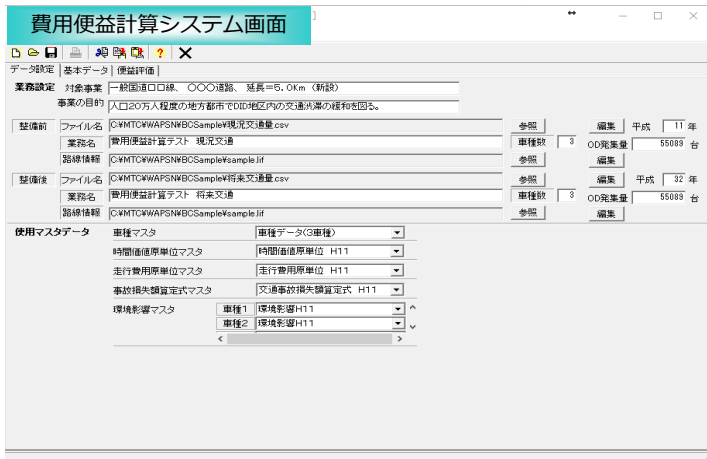 費用便益計算システム画面
データ設定 基本データ 便益評価
業務設定 対象事業 一般国道口口線、 ○○○道路、 延長=5.0Km (新設)
事業の目的 人口20万人程度の地方都市でDID地区内の交通渋滞の緩和を図る。
整備前 ファイル名 C:¥MTC¥WAPSN¥BCSample¥現況交通量.csv 参照 編集 平成 11 年
業務名 費用便益計算テスト 現況交通 車種数 3 OD発集量 55089 台
路線情報 C:¥MTC¥WAPSN¥BCSample¥sample.lif 参照 編集
整備後 ファイル名 C:¥MTC¥WAPSN¥BCSample¥将来交通量.csv 参照 編集 平成 32 年
業務名 費用便益計算テスト 将来交通 車種数 3 OD発集量 55089 台
路線情報 C:¥MTC¥WAPSN¥BCSample¥sample.lif 参照 編集
使用マスタデータ 車種マスタ 車種データ(3車種)
時間価値原単位マスタ 時間価値原単位 H11
走行費用原単位マスタ 走行費用原単位 H11
事故損失額算定式マスタ 交通事故損失額算定式 H11
環境影響マスタ 車種1 環境影響H11
車種2 環境影響H11